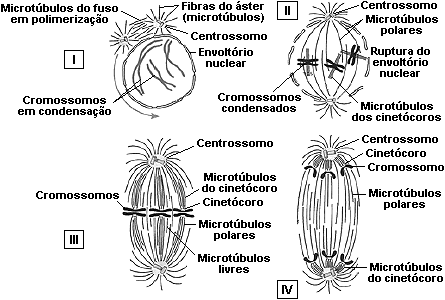 Microtúbulos do fuso
em polimerização
Fibras do áster
(microtúbulos)
Centrossomo
Envoltório
nuclear
I
Cromossomos
em condensação
II
Centrossomo
Microtúbulos
polares
Ruptura do
envoltório
nuclear
Cromossomos
condensados
Microtúbulos
dos cinetócoros
Centrossomo
Microtúbulos
do cinetócoro
Cromossomos
Cinetócoro
Microtúbulos
polares
Microtúbulos
livres
III
Centrossomo
Cinetócoro
Cromossomo
Microtúbulos
polares
Microtúbulos
do cinetócoro
IV